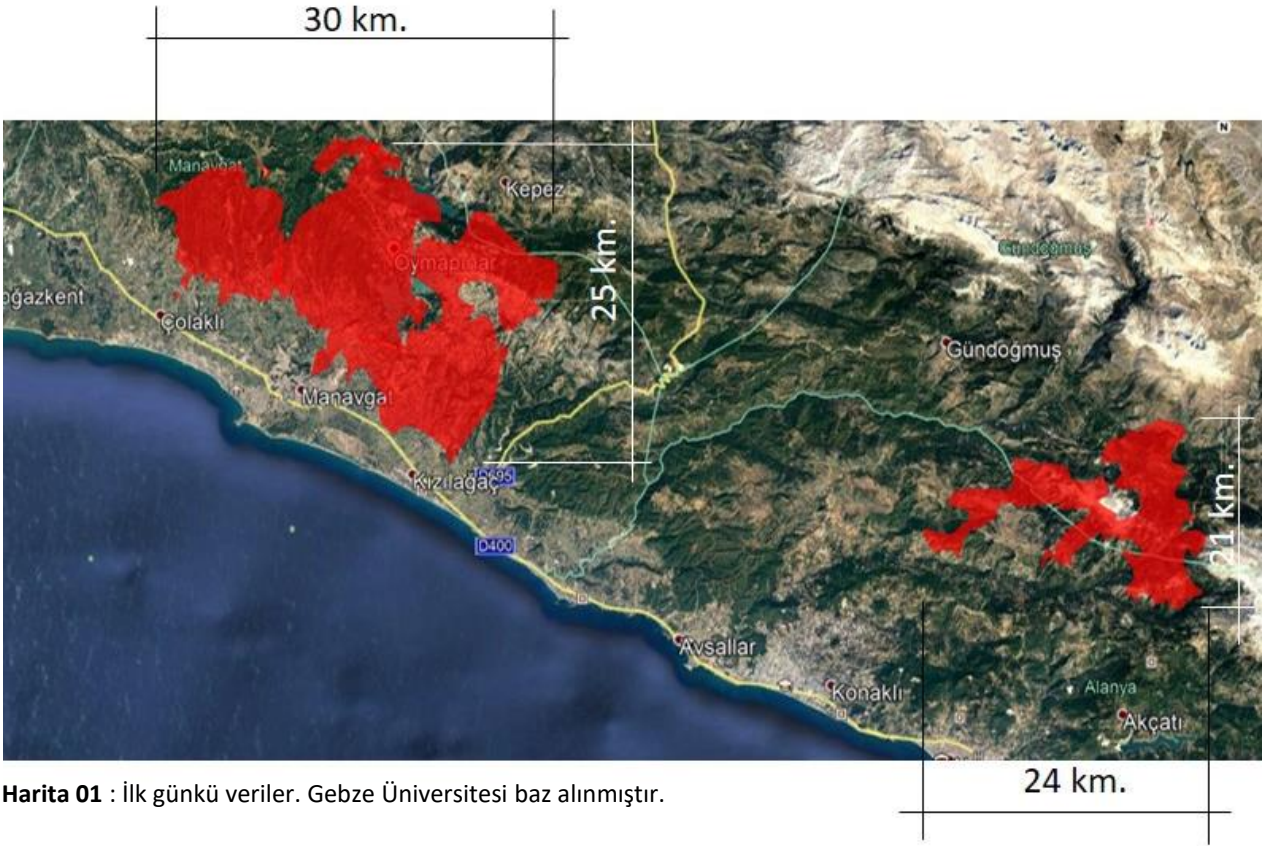 30 km.
N
Manavgat
Kepez
Gündoğmuş
Oymapınar
25 km.
oğazkent
Çolaklı
Gündoğmuş
Manavgat
Kızılağaç
D695
21 km.
D400
Avsallar
Konaklı
Alanya
Akçatı
24 km.
Harita 01 : İlk günkü veriler. Gebze Üniversitesi baz alınmıştır.